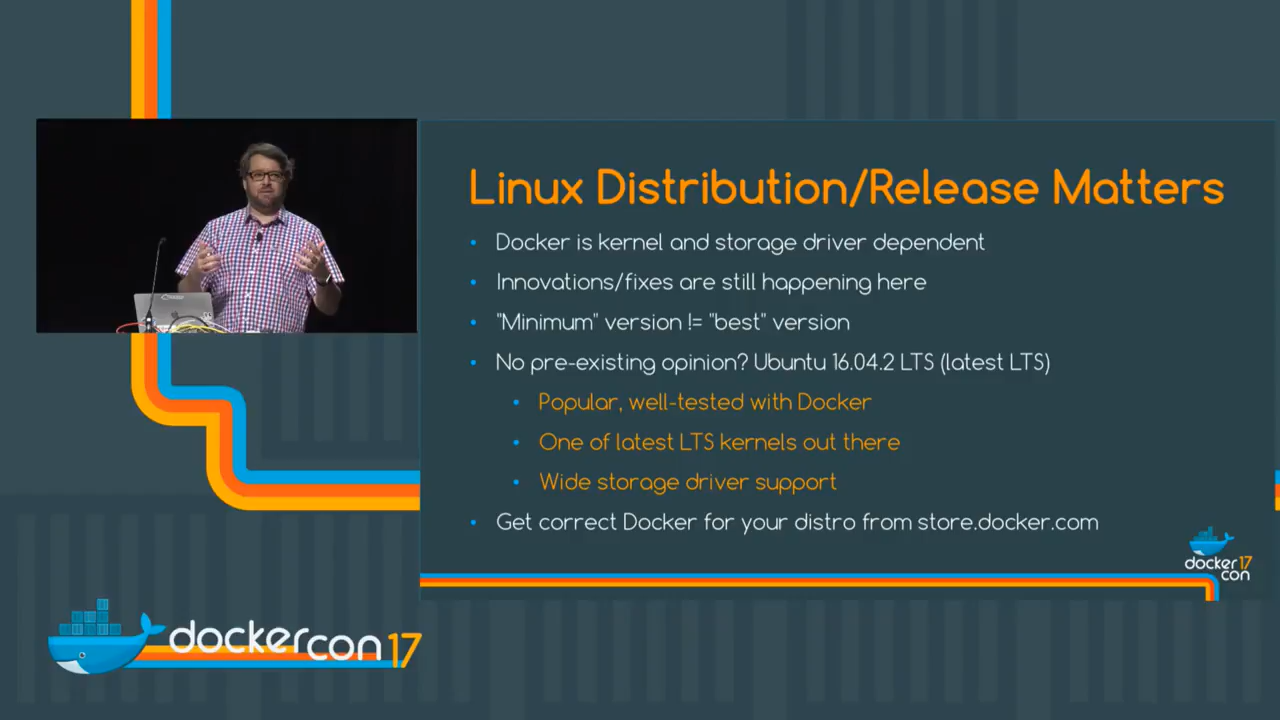 Linux Distribution/Release Matters
• Docker is kernel and storage driver dependent
• Innovations/fixes are still happening here
• "Minimum" version != "best" version
• No pre-existing opinion? Ubuntu 16.04.2 LTS (latest LTS)
• Popular, well-tested with Docker
• One of latest LTS kernels out there
• Wide storage driver support
• Get correct Docker for your distro from store.docker.com
docker 17
con
dockercon 17